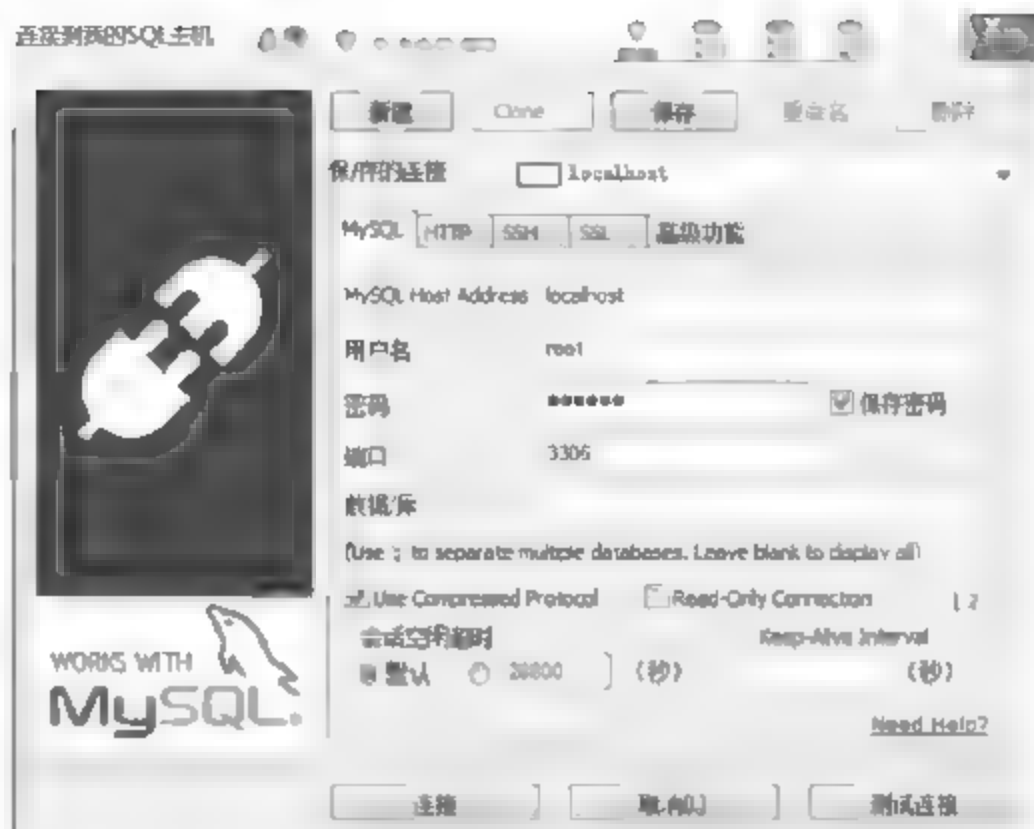 连接到我的SQL主机
新建 Clone 保存 重命名 删除
保存的连接 localhost
MySQL HTTP SSH SSL 高级功能
MySQL Host Address localhost
用户名 root
密码 ●●●●●● 保存密码
端口 3306
数据库
(Use ';' to separate multiple databases. Leave blank to display all)
Use Compressed Protocol Read-Only Connection
会话空闲超时 Keep-Alive Interval
默认 28800 (秒) (秒)
WORKS WITH
MySQL.
Need Help?
连接 取消 测试连接